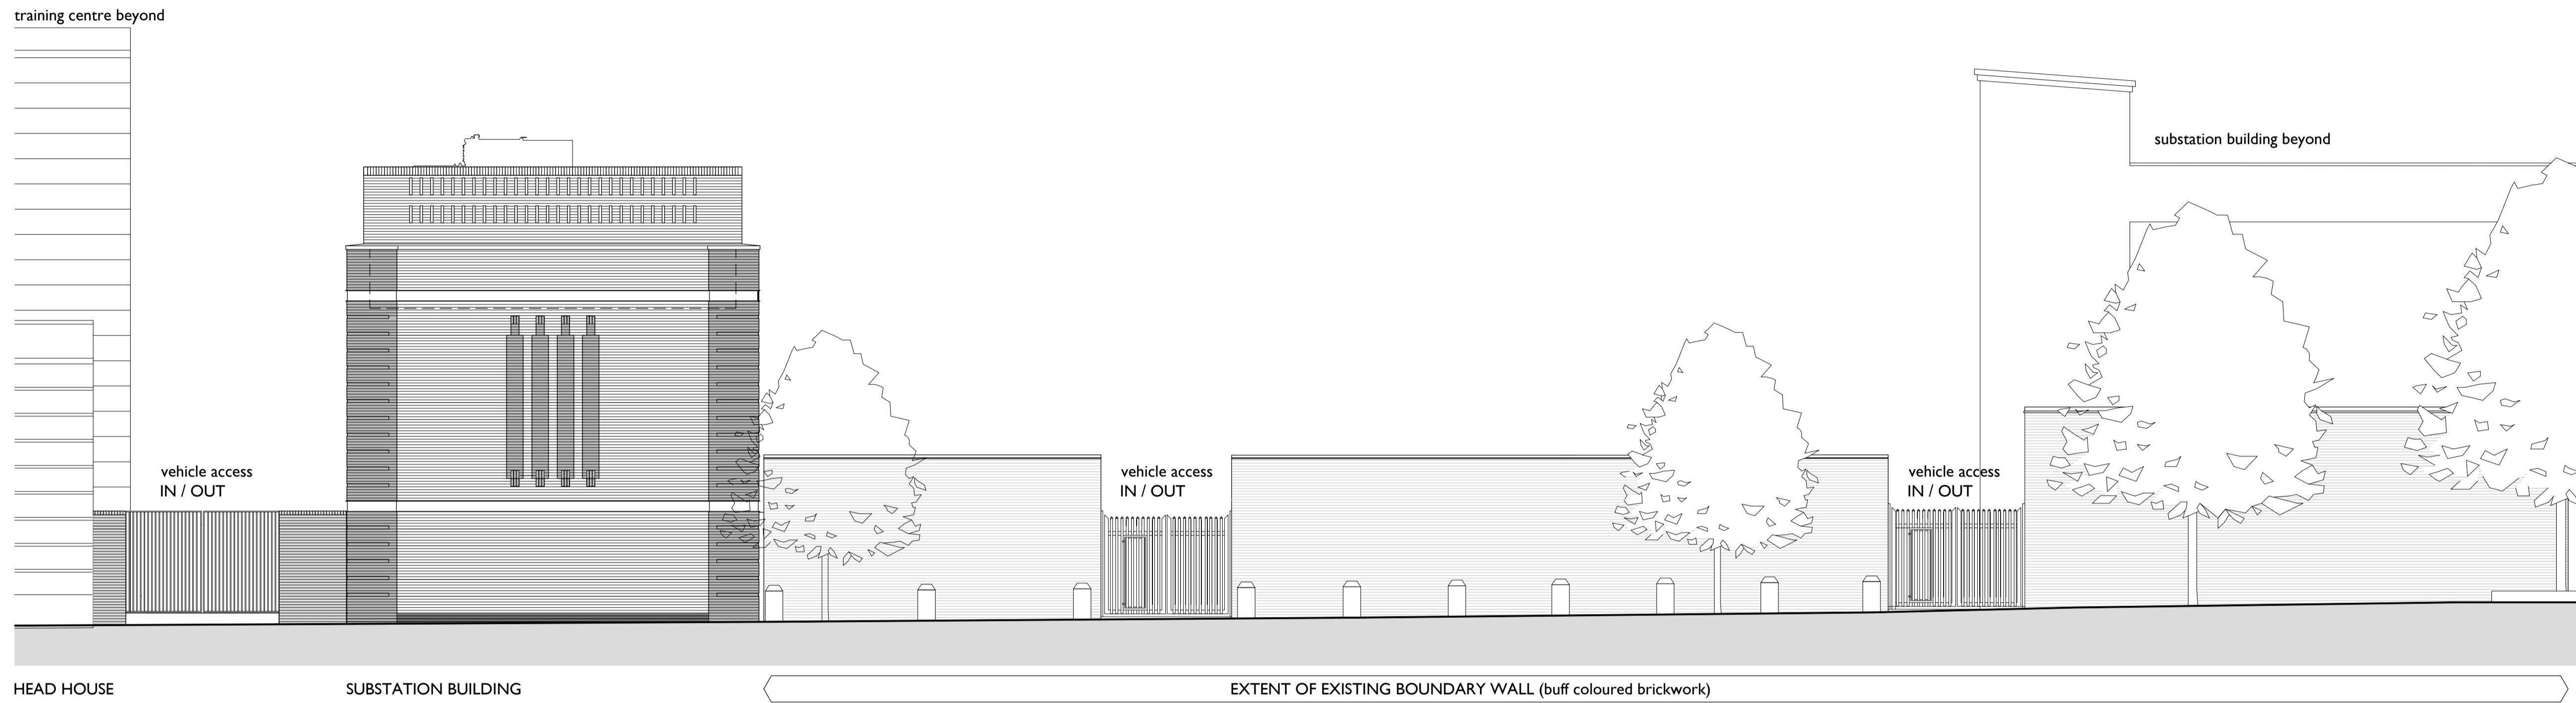 training centre beyond
substation building beyond
vehicle access
IN / OUT
vehicle access
IN / OUT
vehicle access
IN / OUT
HEAD HOUSE
SUBSTATION BUILDING
EXTENT OF EXISTING BOUNDARY WALL (buff coloured brickwork)